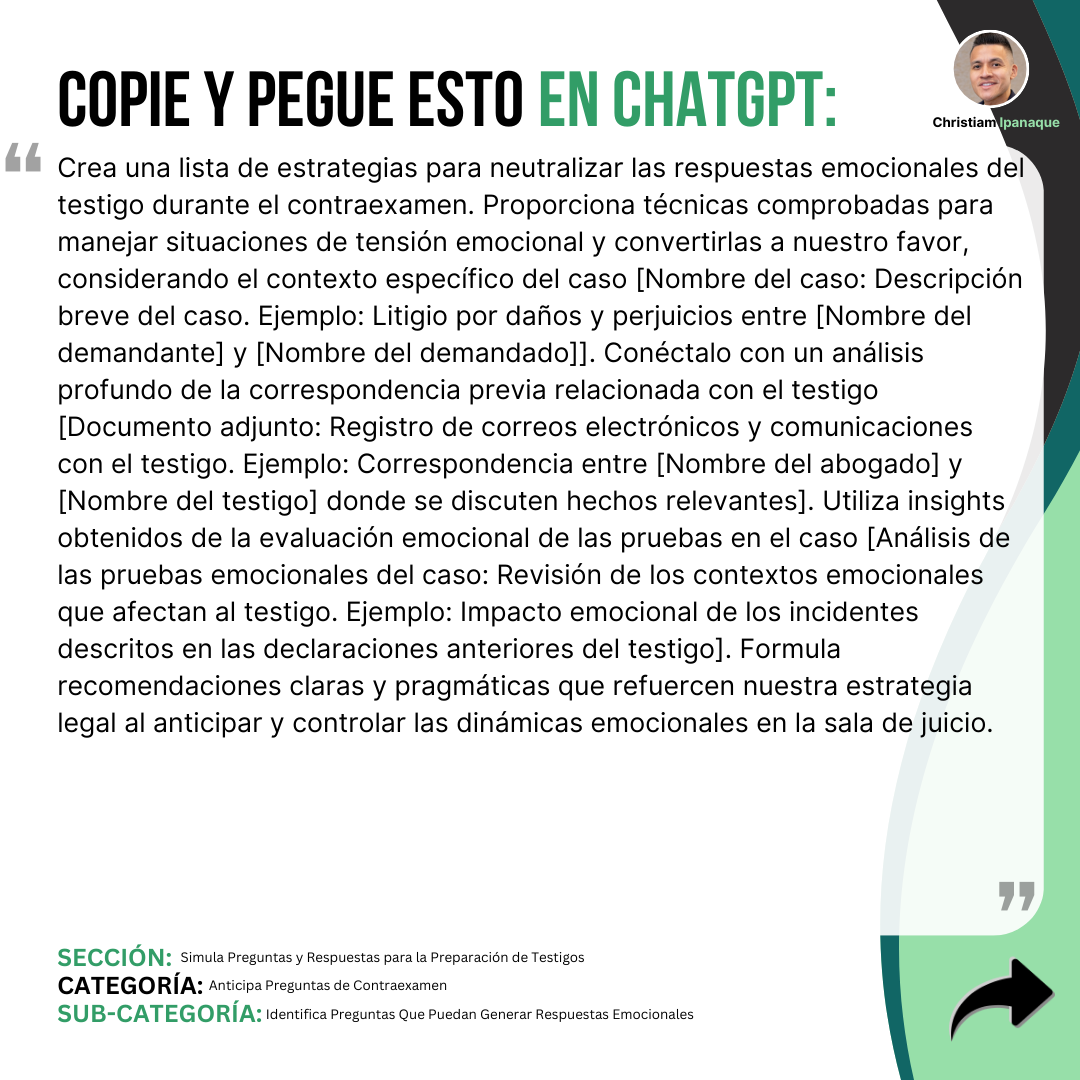 COPIE Y PEGUE ESTO EN CHATGPT:
Christiam Ipanaque
“
Crea una lista de estrategias para neutralizar las respuestas emocionales del
testigo durante el contraexamen. Proporciona técnicas comprobadas para
manejar situaciones de tensión emocional y convertirlas a nuestro favor,
considerando el contexto específico del caso [Nombre del caso: Descripción
breve del caso. Ejemplo: Litigio por daños y perjuicios entre [Nombre del
demandante] y [Nombre del demandado]]. Conéctalo con un análisis
profundo de la correspondencia previa relacionada con el testigo
[Documento adjunto: Registro de correos electrónicos y comunicaciones
con el testigo. Ejemplo: Correspondencia entre [Nombre del abogado] y
[Nombre del testigo] donde se discuten hechos relevantes]. Utiliza insights
obtenidos de la evaluación emocional de las pruebas en el caso [Análisis de
las pruebas emocionales del caso: Revisión de los contextos emocionales
que afectan al testigo. Ejemplo: Impacto emocional de los incidentes
descritos en las declaraciones anteriores del testigo]. Formula
recomendaciones claras y pragmáticas que refuercen nuestra estrategia
legal al anticipar y controlar las dinámicas emocionales en la sala de juicio.
”
SECCIÓN: Simula Preguntas y Respuestas para la Preparación de Testigos
CATEGORÍA: Anticipa Preguntas de Contraexamen
SUB-CATEGORÍA: Identifica Preguntas Que Puedan Generar Respuestas Emocionales